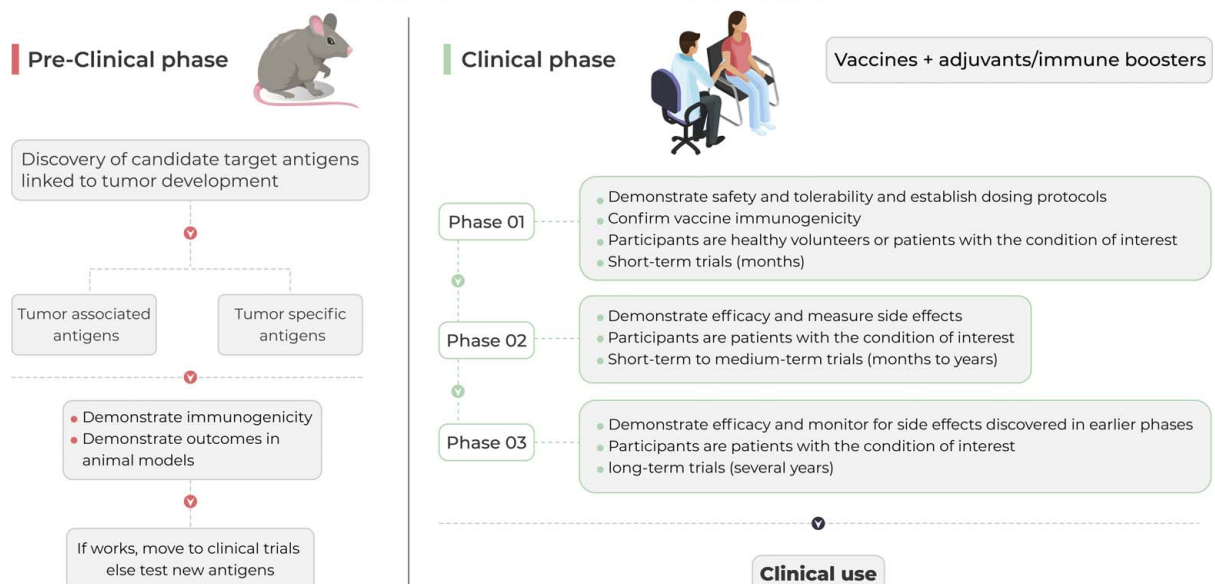 Pre-Clinical phase
Discovery of candidate target antigens
linked to tumor development
Tumor associated
antigens
Tumor specific
antigens
Demonstrate immunogenicity
Demonstrate outcomes in
animal models
If works, move to clinical trials
else test new antigens
Clinical phase
Vaccines + adjuvants/immune boosters
Phase 01
Demonstrate safety and tolerability and establish dosing protocols
Confirm vaccine immunogenicity
Participants are healthy volunteers or patients with the condition of interest
Short-term trials (months)
Phase 02
Demonstrate efficacy and measure side effects
Participants are patients with the condition of interest
Short-term to medium-term trials (months to years)
Phase 03
Demonstrate efficacy and monitor for side effects discovered in earlier phases
Participants are patients with the condition of interest
long-term trials (several years)
Clinical use